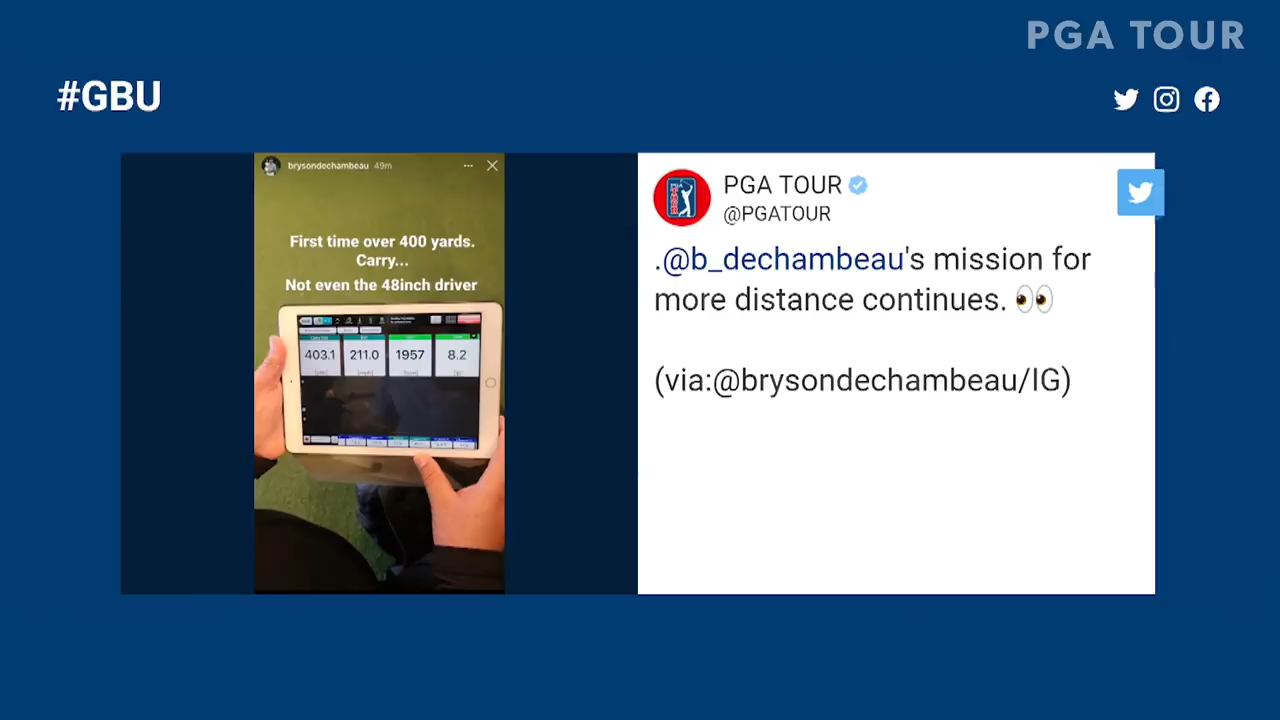 PGA TOUR
#GBU
brysondechambeau 49m
First time over 400 yards.
Carry...
Not even the 48inch driver
403.1
211.0
1957
8.2
PGA TOUR
@PGATOUR
.@b_dechambeau's mission for
more distance continues. 👀
(via:@brysondechambeau/IG)